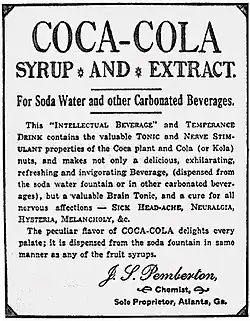 COCA-COLA
SYRUP * AND * EXTRACT.
For Soda Water and other Carbonated Beverages.
This “INTELLECTUAL BEVERAGE” and TEMPERANCE
DRINK contains the valuable TONIC and NERVE STIM-
ULANT properties of the Coca plant and Cola (or Kola)
nuts, and makes not only a delicious, exhilarating,
refreshing and invigorating Beverage, (dispensed from
the soda water fountain or in other carbonated bever-
ages), but a valuable Brain Tonic, and a cure for all
nervous affections — SICK HEAD-ACHE, NEURALGIA,
HYSTERIA, MELANCHOLY, &c.
The peculiar flavor of COCA-COLA delights every
palate; it is dispensed from the soda fountain in same
manner as any of the fruit syrups.
J. S. Pemberton,
Chemist,
Sole Proprietor, Atlanta, Ga.